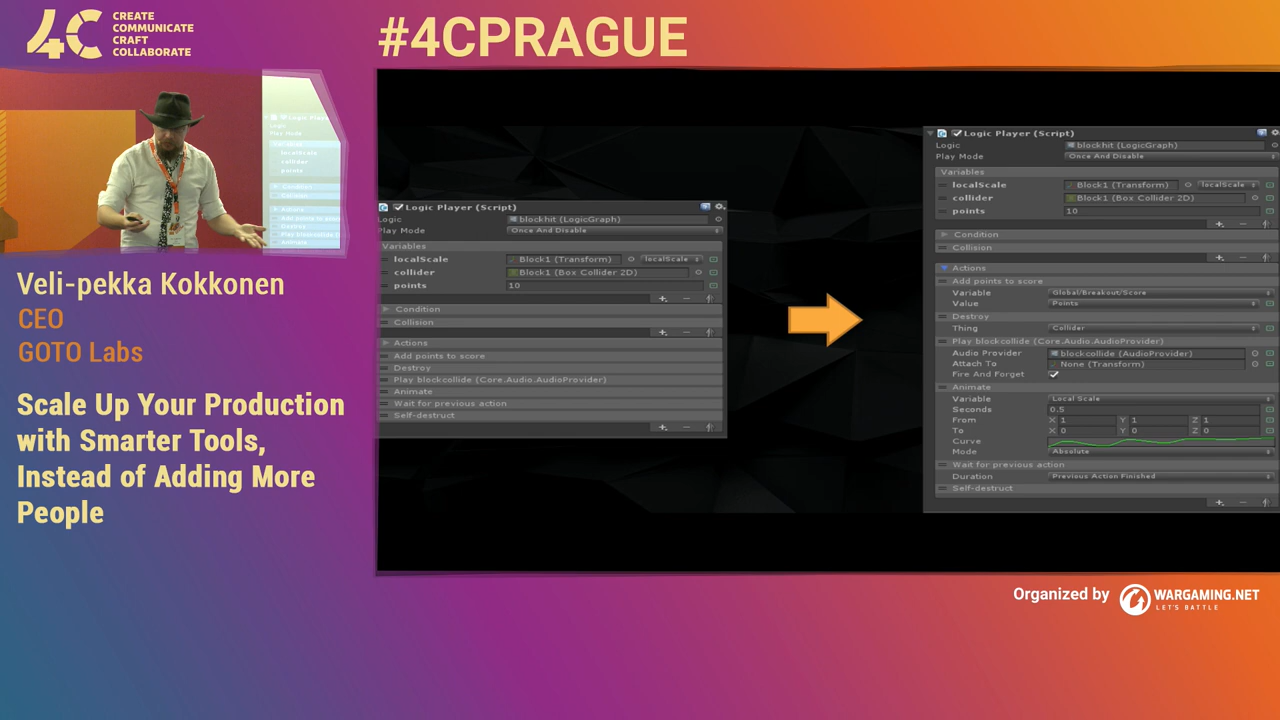 4C
CREATE
COMMUNICATE
CRAFT
COLLABORATE
#4CPRAGUE
Veli-pekka Kokkonen
CEO
GOTO Labs
Scale Up Your Production
with Smarter Tools,
Instead of Adding More
People
Logic Player (Script)
Logic blockhit (LogicGraph)
Play Mode Once And Disable
Variables
localScale Block1 (Transform) localScale
collider Block1 (Box Collider 2D)
points 10
Condition
Collision
Actions
Add points to score
Destroy
Play blockcollide (Core.Audio.AudioProvider)
Animate
Wait for previous action
Self-destruct
Logic Player (Script)
Logic blockhit (LogicGraph)
Play Mode Once And Disable
Variables
localScale Block1 (Transform) localScale
collider Block1 (Box Collider 2D)
points 10
Condition
Collision
Actions
Add points to score
Variable Global/Breakout/Score
Value Points
Destroy
Thing Collider
Play blockcollide (Core.Audio.AudioProvider)
Audio Provider blockcollide (AudioProvider)
Attach To None (Transform)
Fire And Forget
Animate
Variable Local Scale
Seconds 0.5
From X 1 Y 1 Z 1
To X 0 Y 0 Z 0
Curve
Mode Absolute
Wait for previous action
Duration Previous Action Finished
Self-destruct
Organized by
WARGAMING.NET
LET'S BATTLE